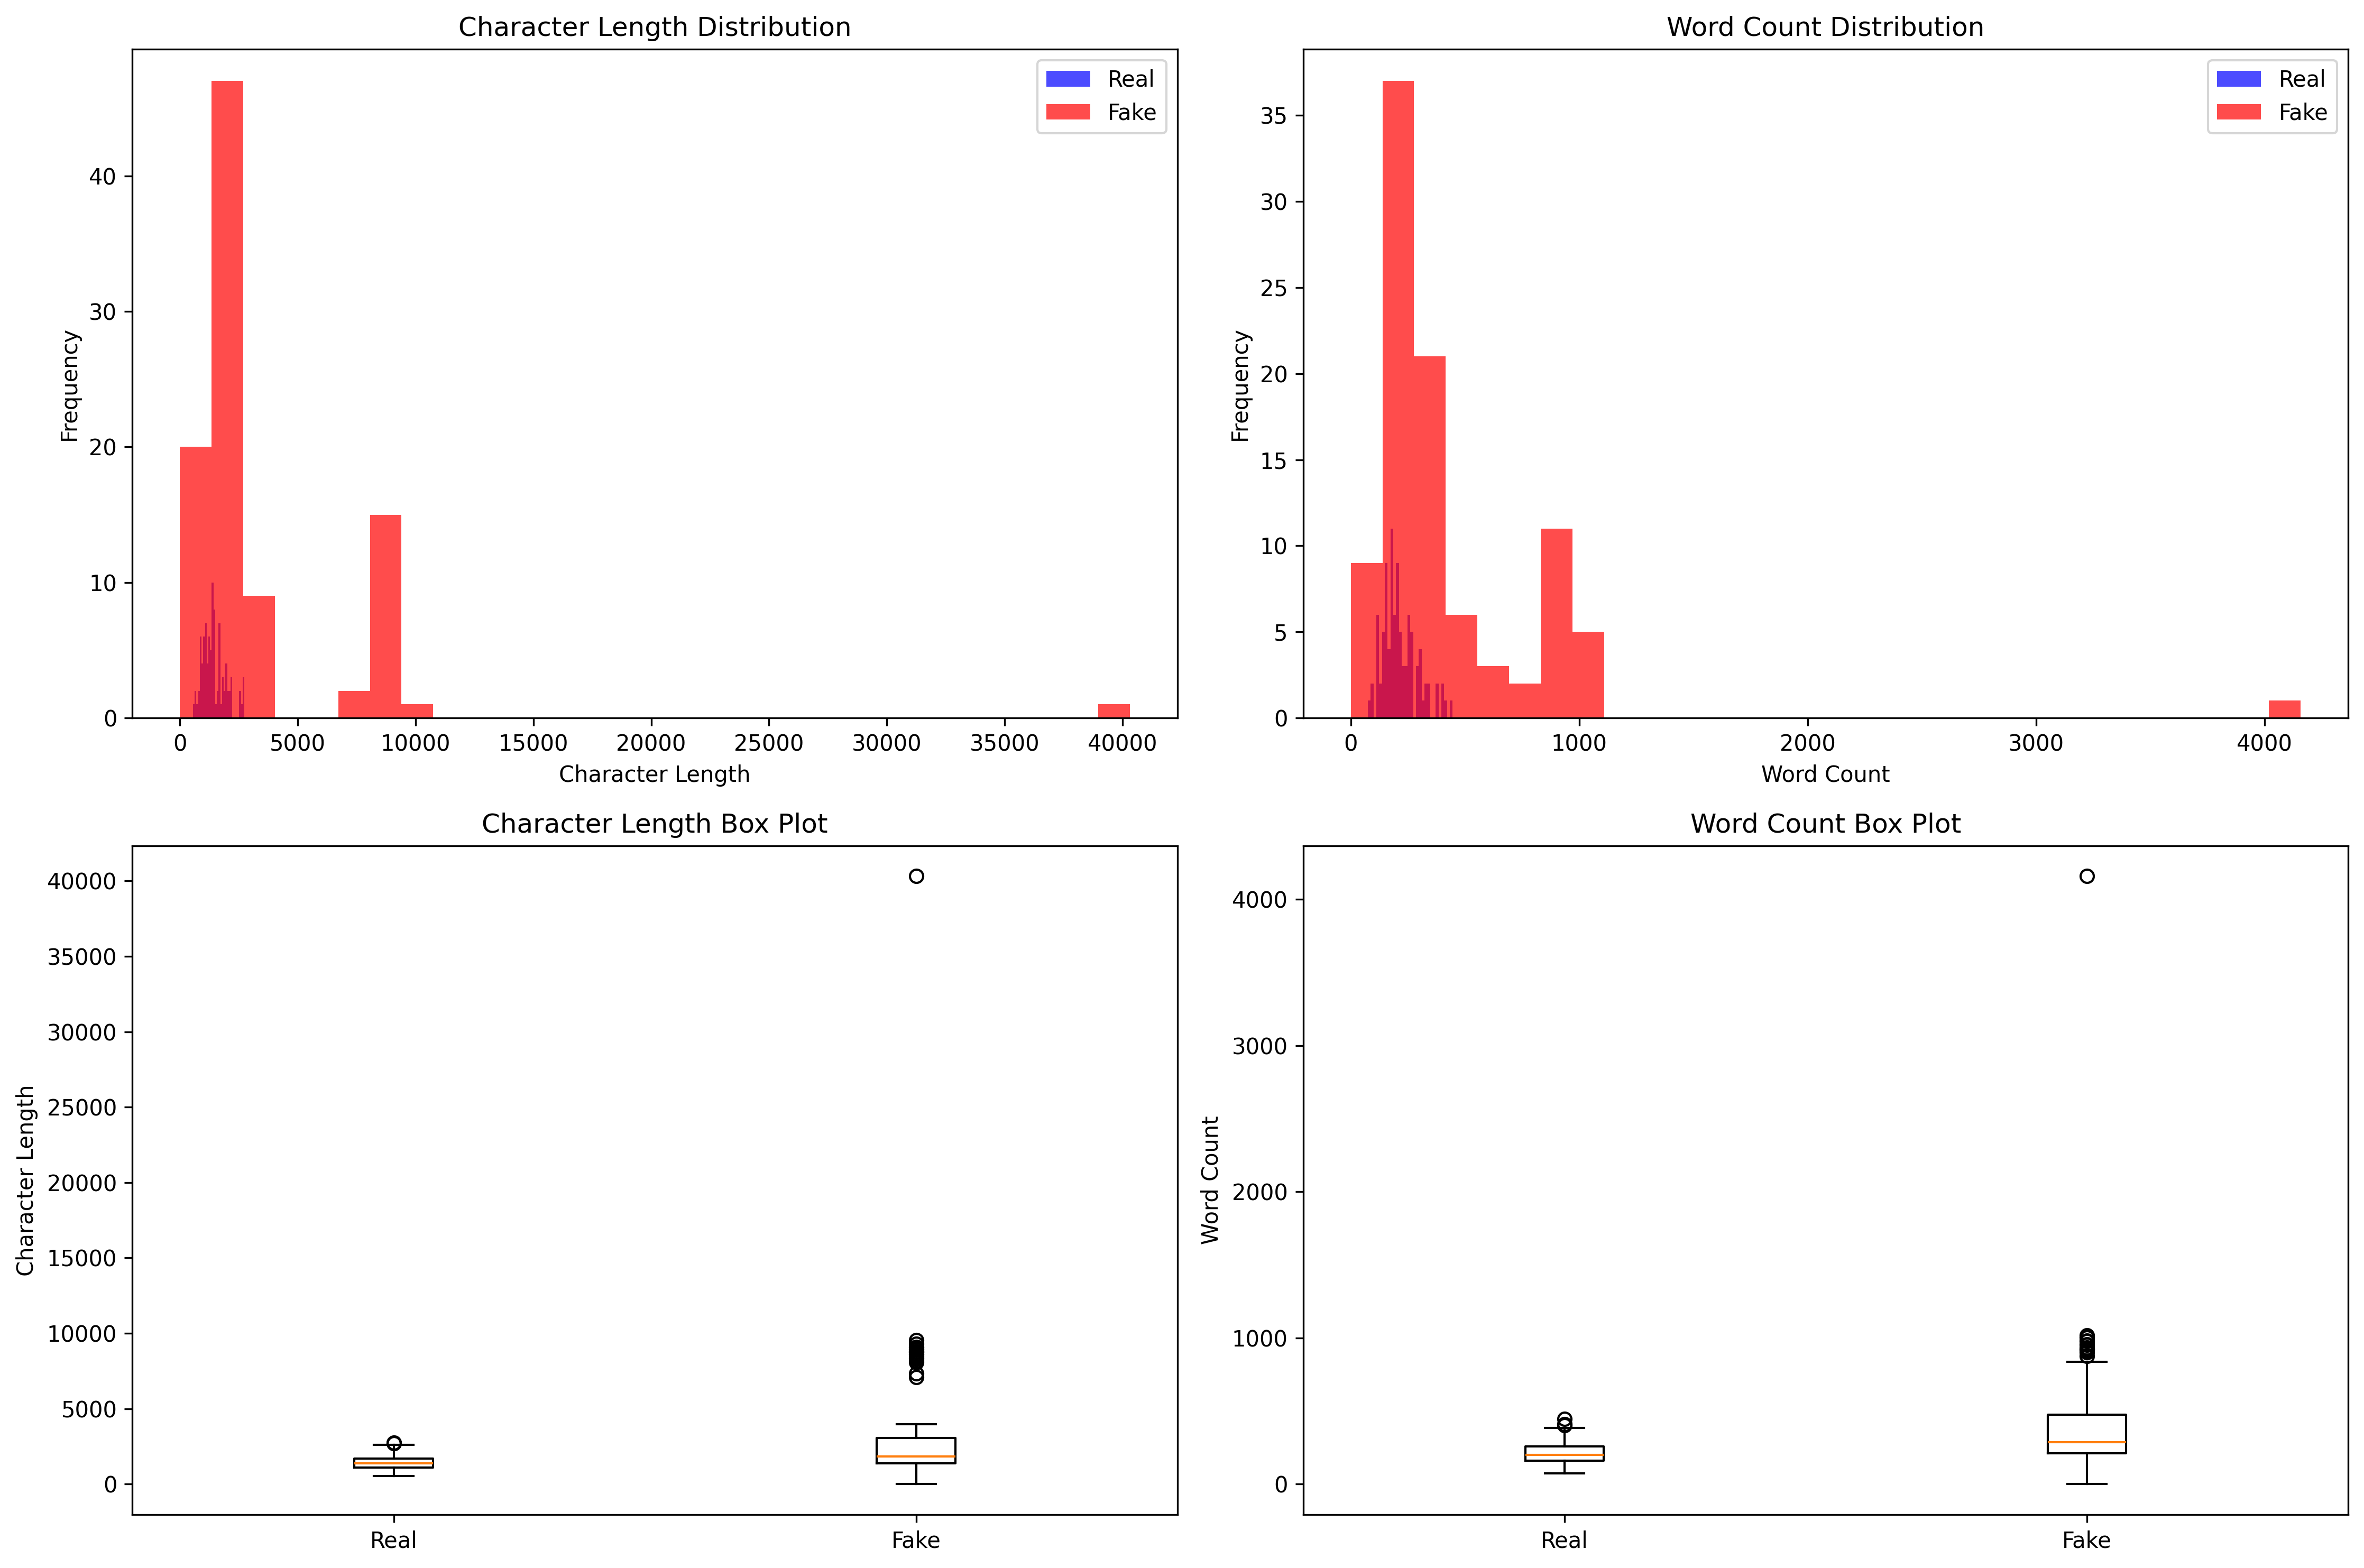 Character Length Distribution
Real
Fake
Frequency
40
30
20
10
0
0 5000 10000 15000 20000 25000 30000 35000 40000
Character Length
Word Count Distribution
Real
Fake
Frequency
35
30
25
20
15
10
5
0
0 1000 2000 3000 4000
Word Count
Character Length Box Plot
Character Length
40000
35000
30000
25000
20000
15000
10000
5000
0
Real Fake
Word Count Box Plot
Word Count
4000
3000
2000
1000
0
Real Fake